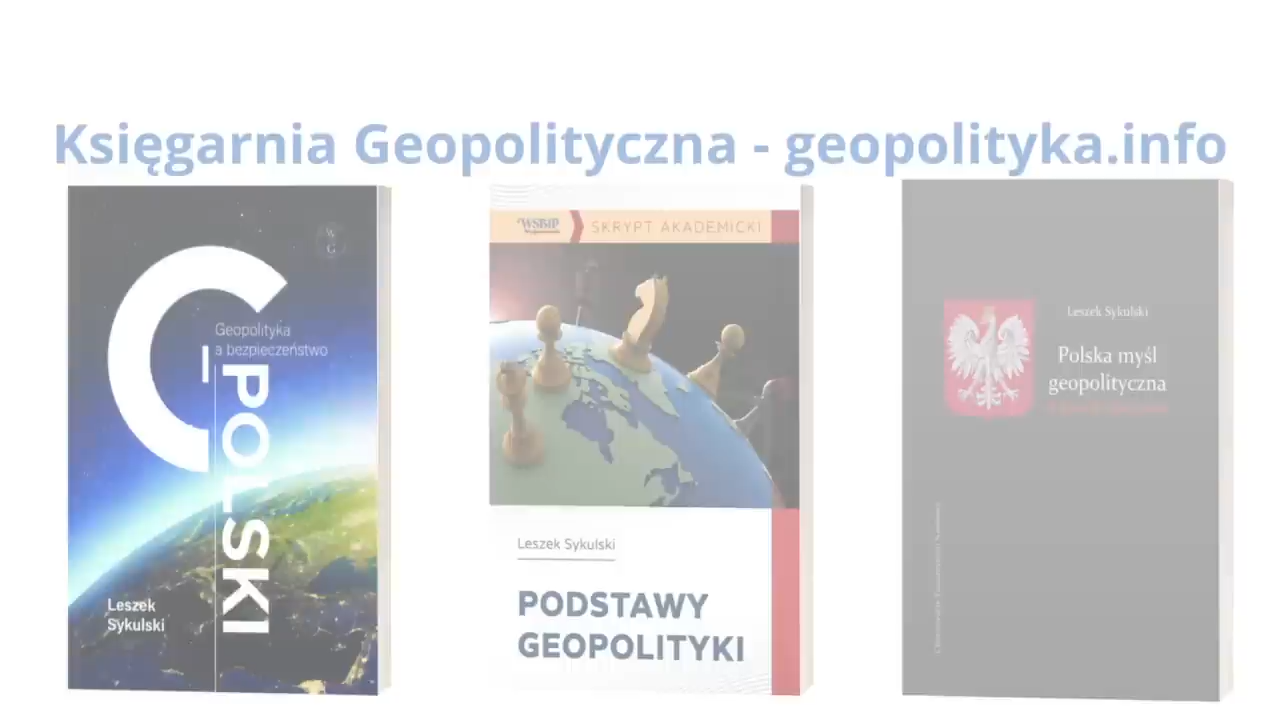 Księgarnia Geopolityczna - geopolityka.info
W
G
Geopolityka
a bezpieczeństwo
G-POLSKI
Leszek
Sykulski
WSBiP
SKRYPT AKADEMICKI
Leszek Sykulski
PODSTAWY
GEOPOLITYKI
Leszek Sykulski
Polska myśl
geopolityczna